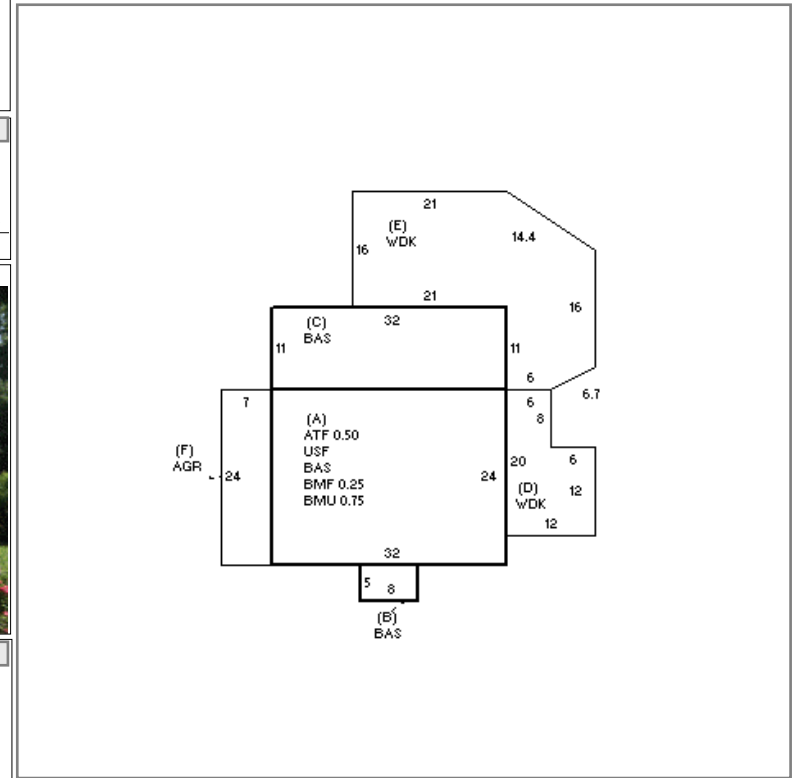 21
(E)
WDK
14.4
16
21
16
(C)
BAS
32
11
11
6
6.7
7
6
8
(A)
ATF 0.50
USF
BAS
BMF 0.25
BMU 0.75
(F)
AGR
24
24
20
6
(D)
WDK
12
12
32
5
8
(B)
BAS